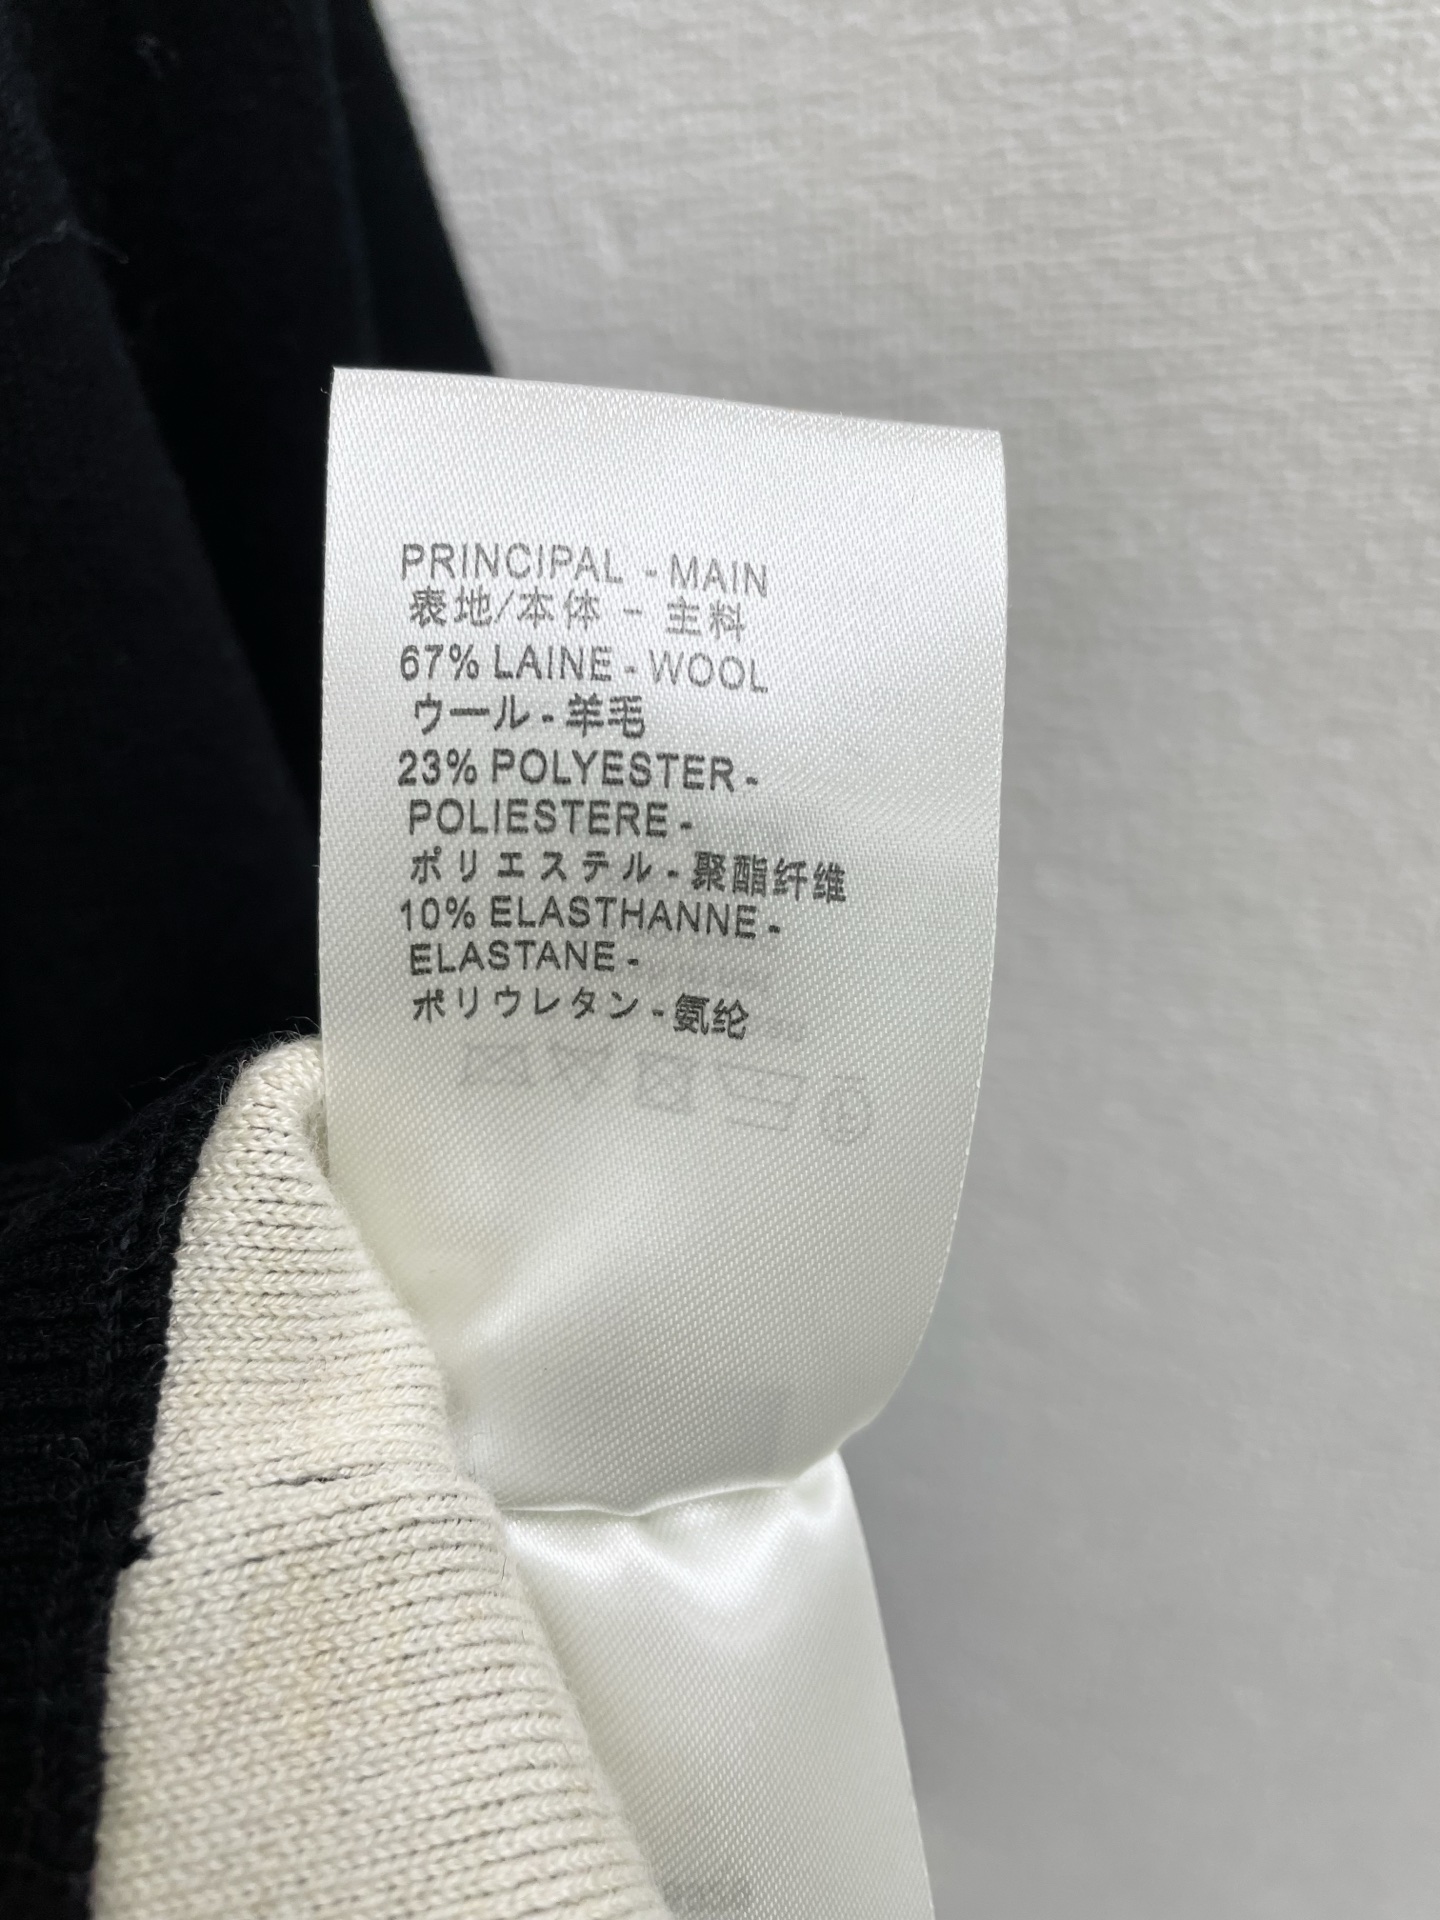 PRINCIPAL - MAIN
表地/本体 - 主料
67% LAINE - WOOL
ウール - 羊毛
23% POLYESTER -
POLIESTERE -
ポリエステル - 聚酯纤维
10% ELASTHANNE -
ELASTANE -
ポリウレタン - 氨纶